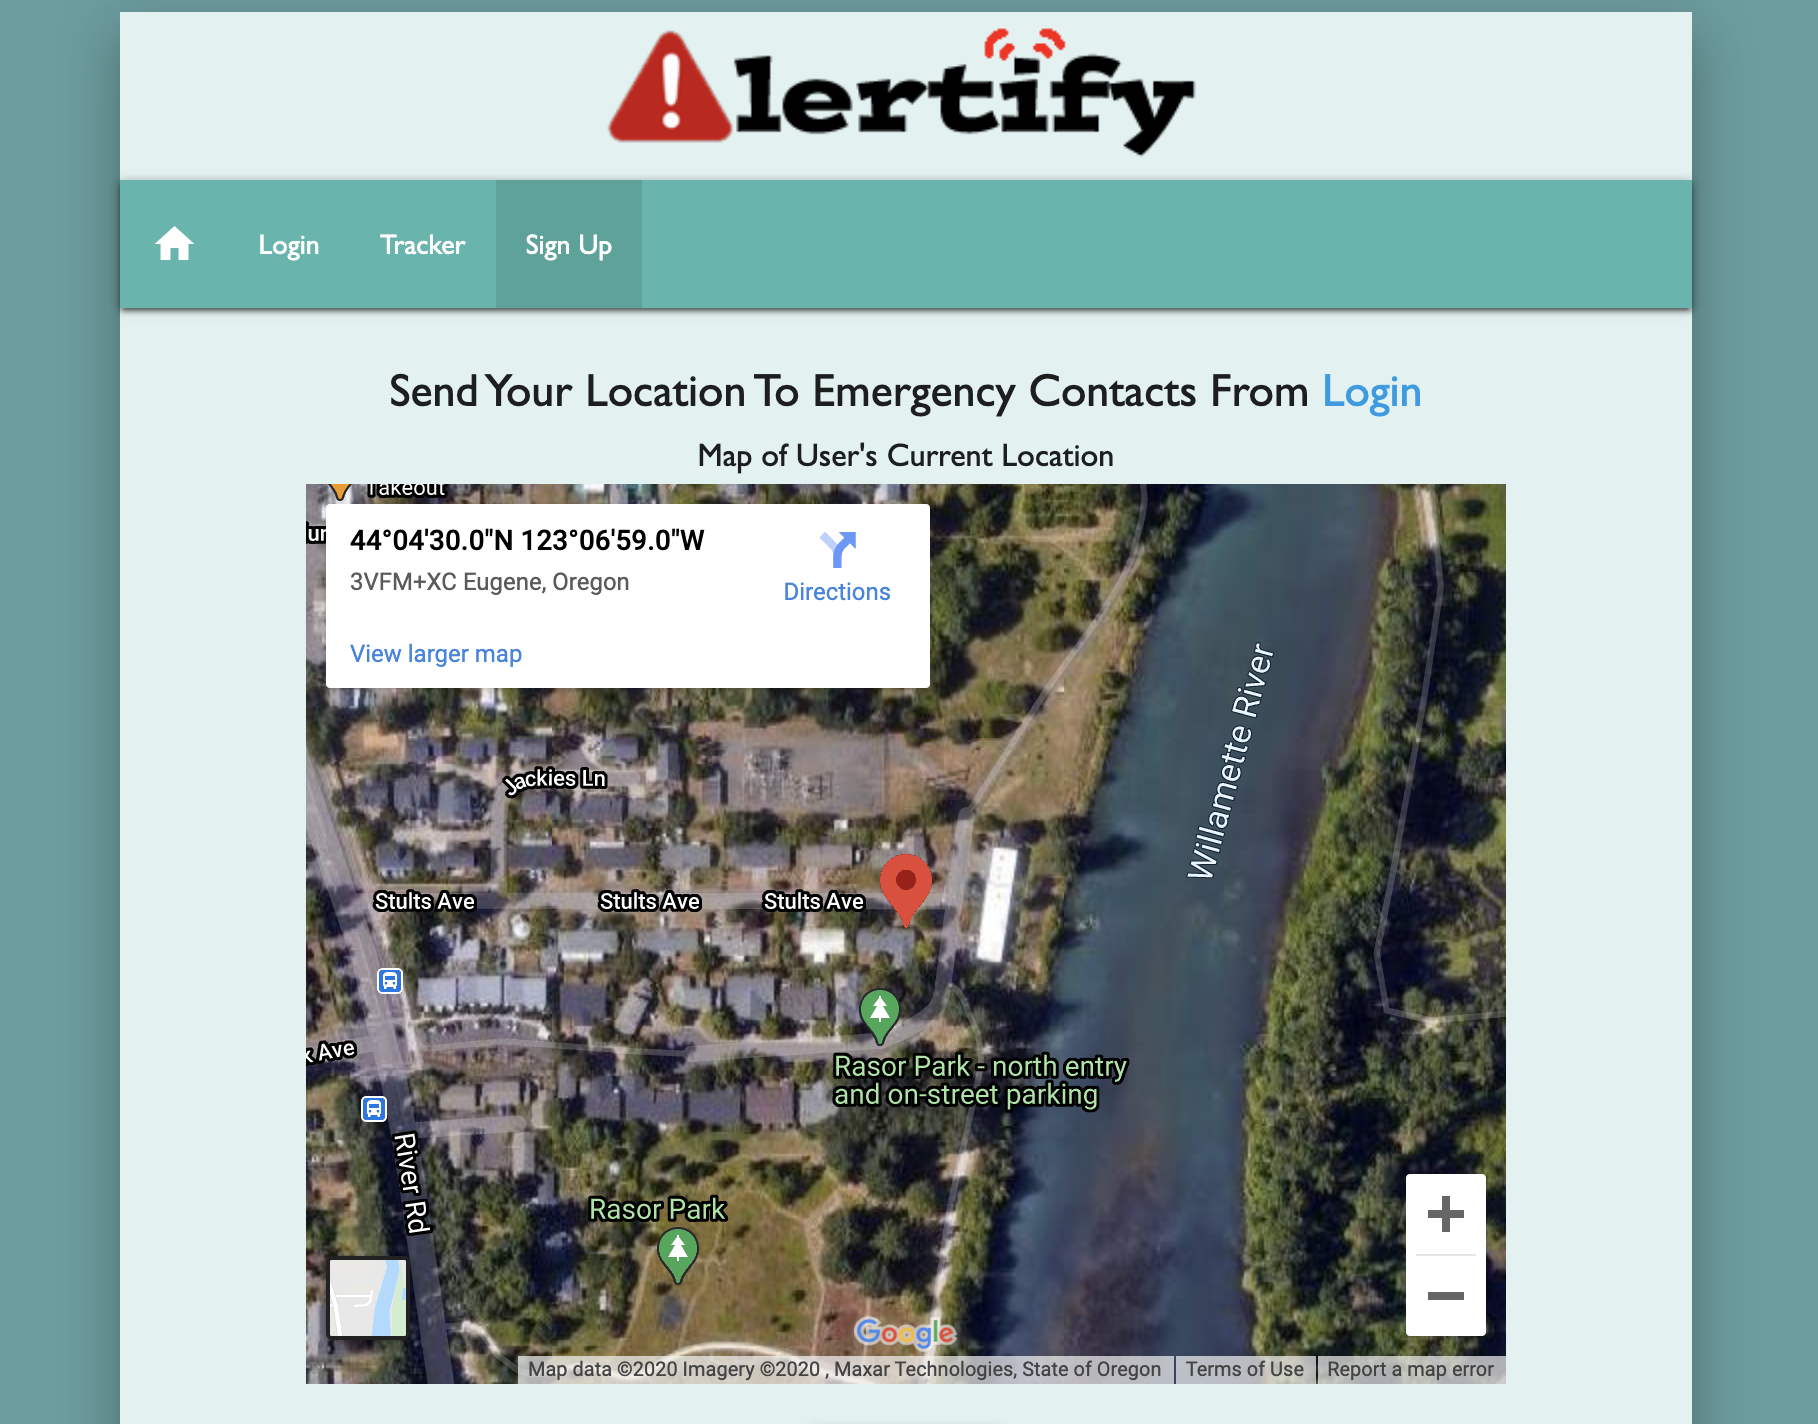 lertify
Login
Tracker
Sign Up
Send Your Location To Emergency Contacts From Login
Map of User's Current Location
Takeout
44°04'30.0"N 123°06'59.0"W
3VFM+XC Eugene, Oregon
Directions
View larger map
Willamette River
Jackies Ln
Stults Ave
Stults Ave
Stults Ave
Ave
Rasor Park - north entry
and on-street parking
River Rd
Rasor Park
Google
Map data ©2020 Imagery ©2020 , Maxar Technologies, State of Oregon
Terms of Use
Report a map error